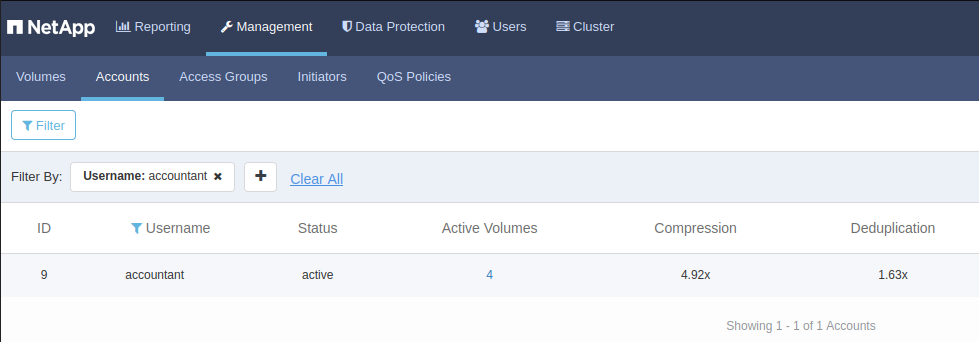 NetApp Reporting Management Data Protection Users Cluster
Volumes Accounts Access Groups Initiators QoS Policies
Filter
Filter By: Username: accountant ✖ + Clear All
ID Username Status Active Volumes Compression Deduplication
9 accountant active 4 4.92x 1.63x
Showing 1 - 1 of 1 Accounts